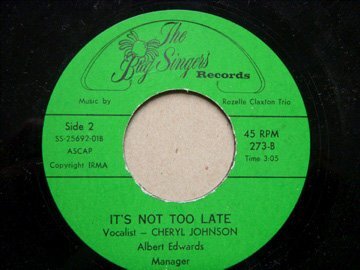 The
Bug Singers
Records
Music by Rozelle Claxton Trio
Side 2
SS-25692-01B
ASCAP
Copyright IRMA
45 RPM
273-B
Time 3:05
IT'S NOT TOO LATE
Vocalist — CHERYL JOHNSON
Albert Edwards
Manager